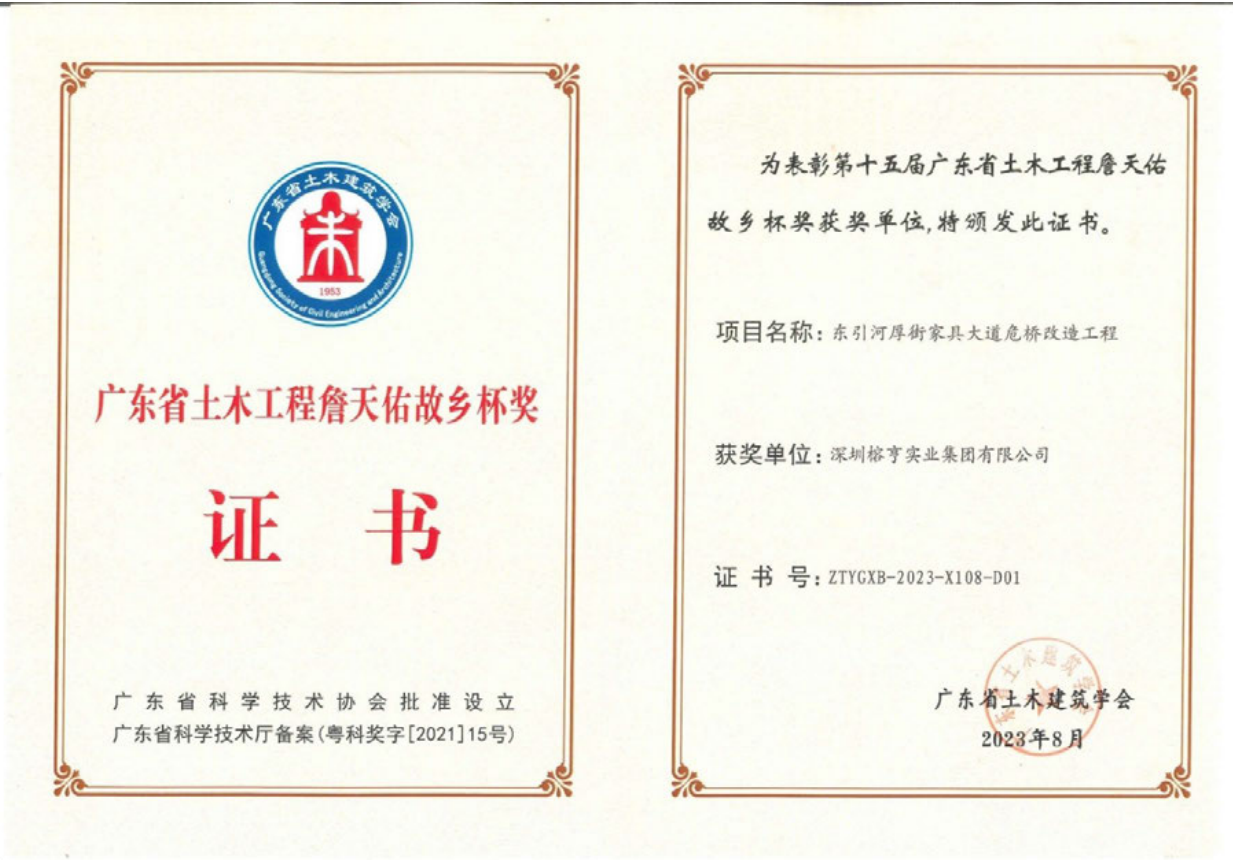 广东省土木建筑学会
1953
Guangdong Society of Civil Engineering and Architecture
广东省土木工程詹天佑故乡杯奖
证 书
广东省科学技术协会批准设立
广东省科学技术厅备案(粤科奖字[2021]15号)
为表彰第十五届广东省土木工程詹天佑
故乡杯奖获奖单位,特颁发此证书。
项目名称:东引河厚街家具大道危桥改造工程
获奖单位:深圳榕亨实业集团有限公司
证 书 号:ZTYGXB-2023-X108-D01
广东省土木建筑学会
2023年8月